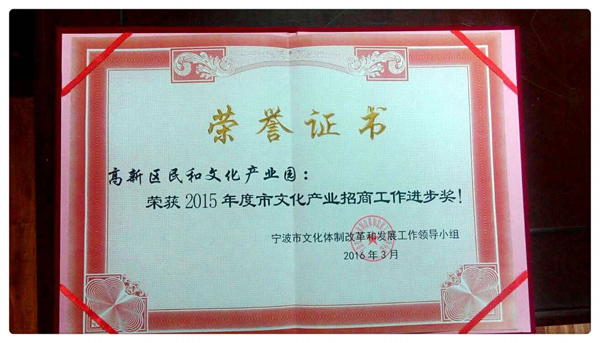 荣誉证书
高新区民和文化产业园：
荣获2015年度市文化产业招商工作进步奖！
宁波市文化体制改革和发展工作领导小组
2016年3月